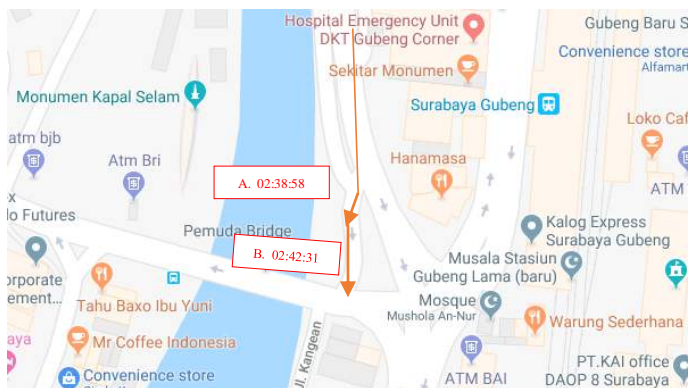 Hospital Emergency Unit
DKT Gubeng Corner
Gubeng Baru S
Convenience store
Alfamart
Sekitar Monumen
Monumen Kapal Selam
Surabaya Gubeng
Loko Caf
atm bjb
Atm Bri
Hanamasa
ATM
A. 02:38:58
x
lo Futures
Pemuda Bridge
Kalog Express
Surabaya Gubeng
B. 02:42:31
Musala Stasiun
Gubeng Lama (baru)
orporate
ement...
Tahu Baxo Ibu Yuni
Mosque
Mushola An-Nur
Warung Sederhana
aya
Mr Coffee Indonesia
Jl. Kangean
Convenience store
ATM BAI
PT.KAI office
DAOP 8 Surabaya